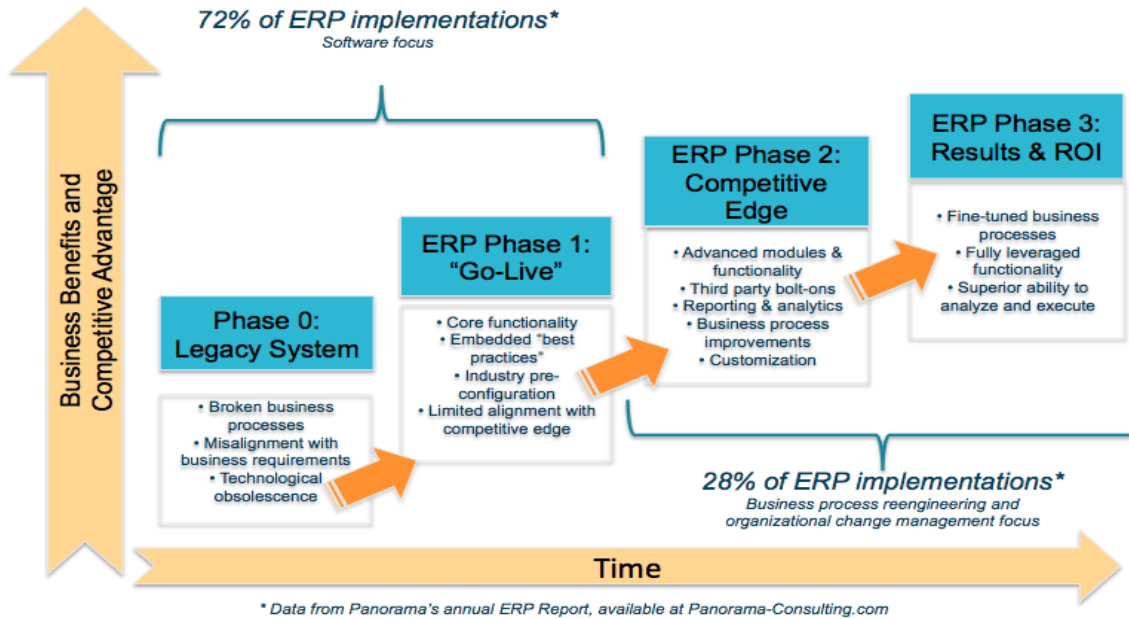 72% of ERP implementations*
Software focus
Business Benefits and
Competitive Advantage
Phase 0:
Legacy System
• Broken business
processes
• Misalignment with
business requirements
• Technological
obsolescence
ERP Phase 1:
“Go-Live”
• Core functionality
• Embedded “best
practices”
• Industry pre-
configuration
• Limited alignment with
competitive edge
ERP Phase 2:
Competitive
Edge
• Advanced modules &
functionality
• Third party bolt-ons
• Reporting & analytics
• Business process
improvements
• Customization
ERP Phase 3:
Results & ROI
• Fine-tuned business
processes
• Fully leveraged
functionality
• Superior ability to
analyze and execute
28% of ERP implementations*
Business process reengineering and
organizational change management focus
Time
* Data from Panorama’s annual ERP Report, available at Panorama-Consulting.com